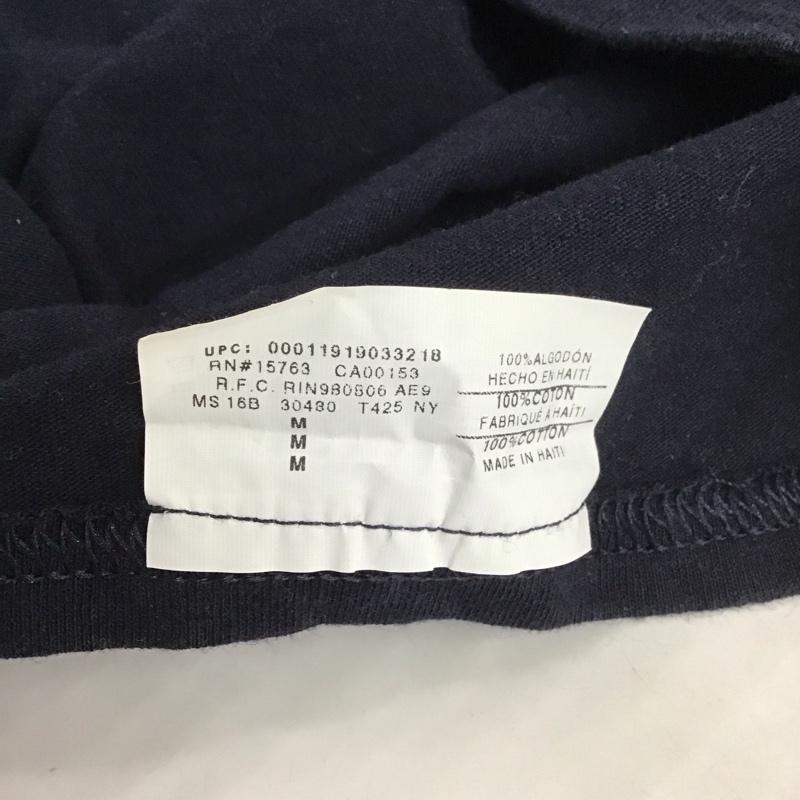 UPC: 00011919033218
RN#15763 CA00153
R.F.C. RIN980806 AE9
MS 16B 30480 T425 NY
M
M
M
100%ALGODÓN
HECHO EN HAITÍ
100%COTON
FABRIQUÉ À HAÏTI
100%COTTON
MADE IN HAITI